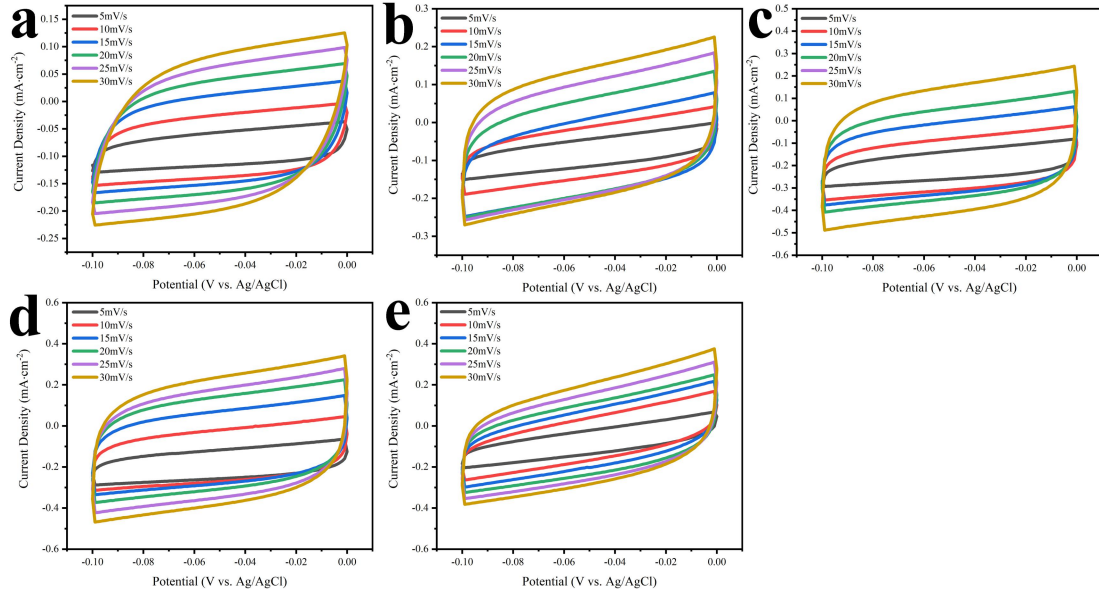 a
5mV/s
10mV/s
15mV/s
20mV/s
25mV/s
30mV/s
0.15
0.10
0.05
0.00
-0.05
-0.10
-0.15
-0.20
-0.25
Current Density (mA·cm⁻²)
-0.10 -0.08 -0.06 -0.04 -0.02 0.00
Potential (V vs. Ag/AgCl)
b
5mV/s
10mV/s
15mV/s
20mV/s
25mV/s
30mV/s
0.3
0.2
0.1
0.0
-0.1
-0.2
-0.3
Current Density (mA·cm⁻²)
-0.10 -0.08 -0.06 -0.04 -0.02 0.00
Potential (V vs. Ag/AgCl)
c
5mV/s
10mV/s
15mV/s
20mV/s
25mV/s
30mV/s
0.5
0.4
0.3
0.2
0.1
0.0
-0.1
-0.2
-0.3
-0.4
-0.5
Current Density (mA·cm⁻²)
-0.10 -0.08 -0.06 -0.04 -0.02 0.00
Potential (V vs. Ag/AgCl)
d
5mV/s
10mV/s
15mV/s
20mV/s
25mV/s
30mV/s
0.6
0.4
0.2
0.0
-0.2
-0.4
-0.6
Current Density (mA·cm⁻²)
-0.10 -0.08 -0.06 -0.04 -0.02 0.00
Potential (V vs. Ag/AgCl)
e
5mV/s
10mV/s
15mV/s
20mV/s
25mV/s
30mV/s
0.6
0.4
0.2
0.0
-0.2
-0.4
-0.6
Current Density (mA·cm⁻²)
-0.10 -0.08 -0.06 -0.04 -0.02 0.00
Potential (V vs. Ag/AgCl)